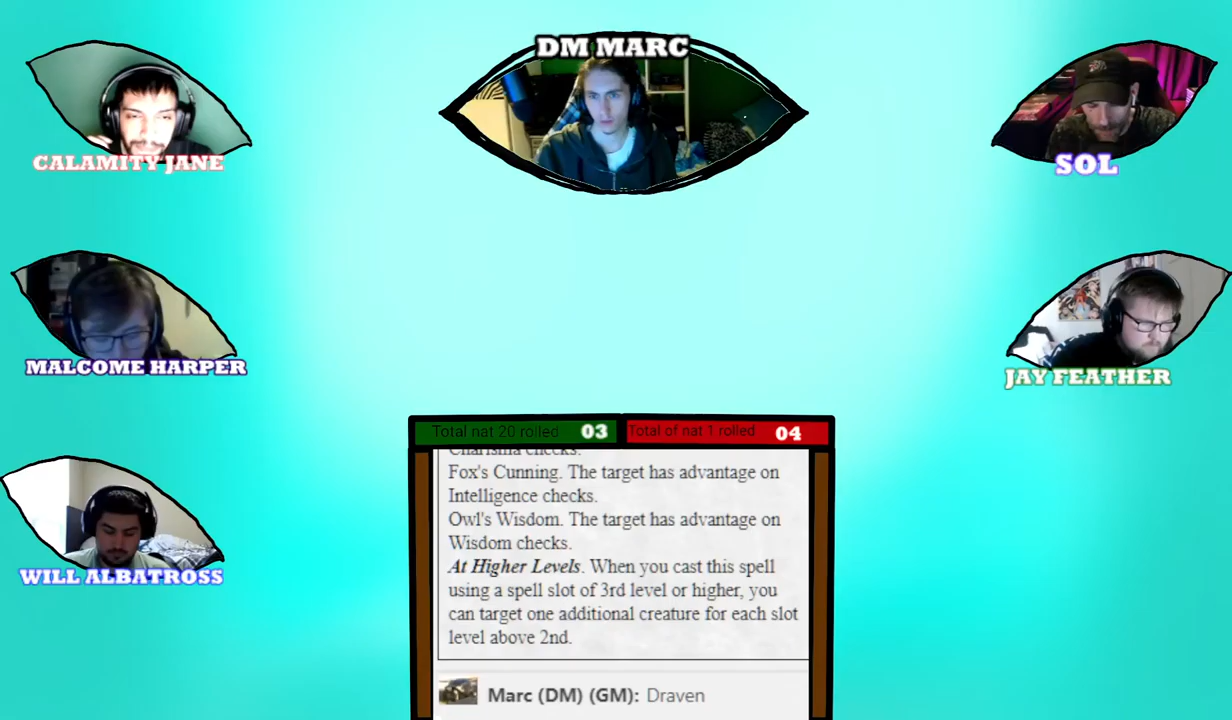 DM MARC
CALAMITY JANE
SOL
MALCOME HARPER
JAY FEATHER
WILL ALBATROSS
Total nat 20 rolled 03
Total of nat 1 rolled 04
Charisma checks.
Fox's Cunning. The target has advantage on
Intelligence checks.
Owl's Wisdom. The target has advantage on
Wisdom checks.
At Higher Levels. When you cast this spell
using a spell slot of 3rd level or higher, you
can target one additional creature for each slot
level above 2nd.
Marc (DM) (GM): Draven